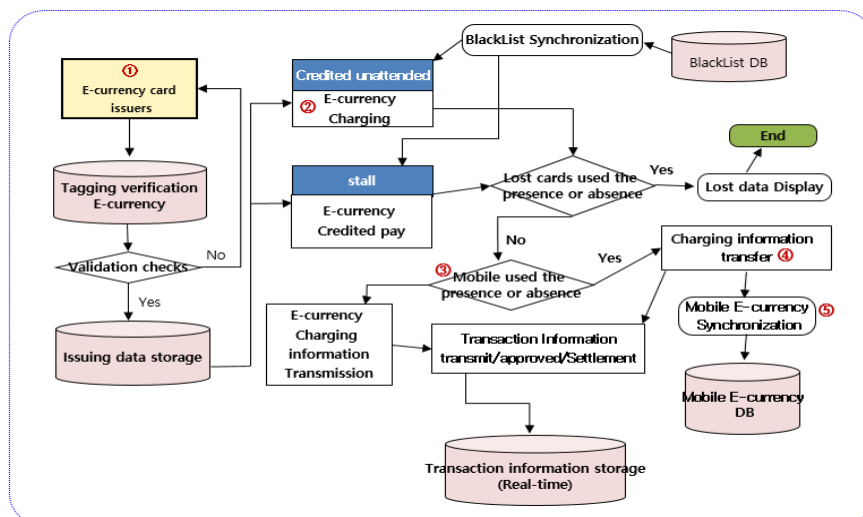 ①
E-currency card
issuers
Tagging verification
E-currency
Validation checks
No
Yes
Issuing data storage
Credited unattended
② E-currency
Charging
stall
E-currency
Credited pay
BlackList Synchronization
BlackList DB
Lost cards used the
presence or absence
Yes
Lost data Display
End
No
③ Mobile used the
presence or absence
Yes
Charging information
transfer ④
Mobile E-currency ⑤
Synchronization
Mobile E-currency
DB
E-currency
Charging
information
Transmission
Transaction Information
transmit/approved/Settlement
Transaction information storage
(Real-time)